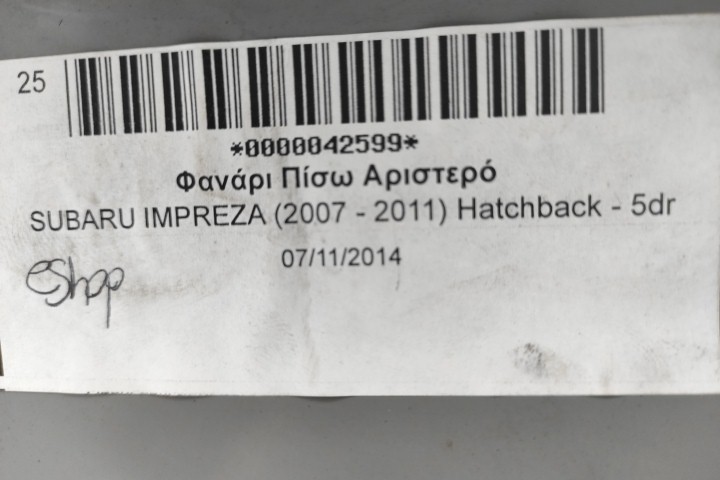 25
*0000042599*
Φανάρι Πίσω Αριστερό
SUBARU IMPREZA (2007 - 2011) Hatchback - 5dr
07/11/2014
eShop